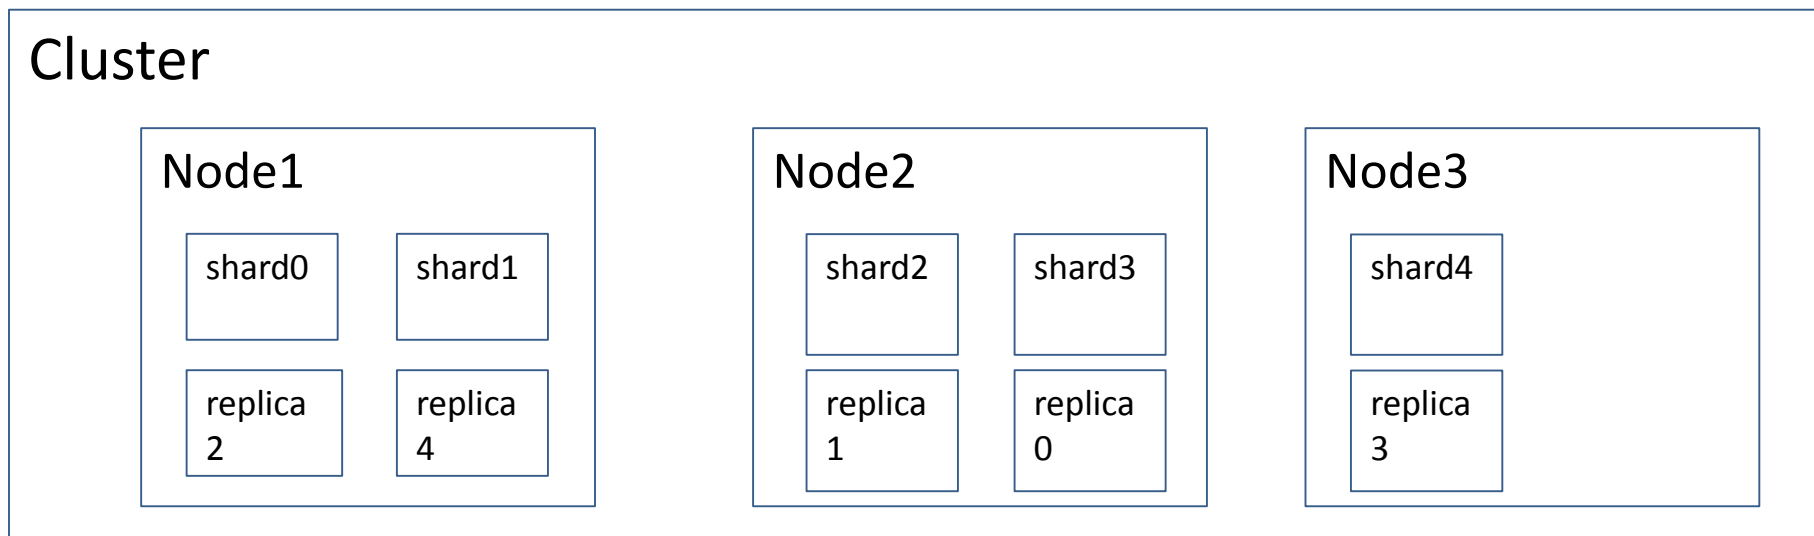 Cluster
Node1
shard0
shard1
replica
2
replica
4
Node2
shard2
shard3
replica
1
replica
0
Node3
shard4
replica
3